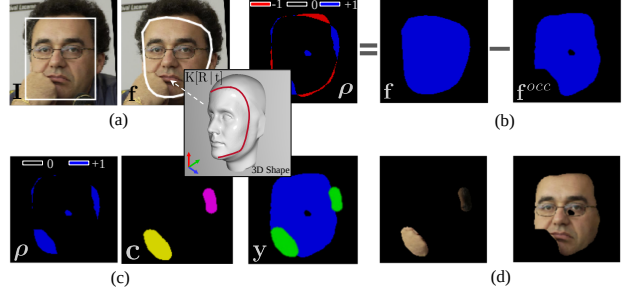 -1 0 +1
I
f
ρ
=
f
−
f^occ
K[R | t]
(a)
(b)
3D Shape
0 +1
ρ
c
y
(c)
(d)